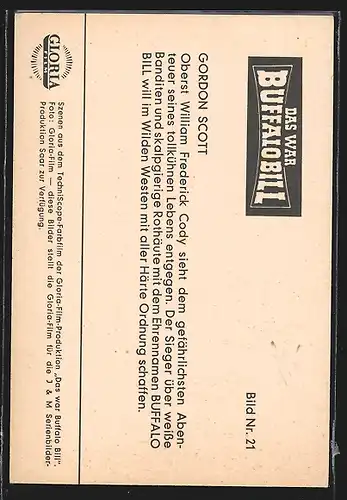 DAS WAR
BUFFALO BILL
Bild Nr. 21
GORDON SCOTT
Oberst William Frederick Cody sieht dem gefährlichsten Aben-
teuer seines tollkühnen Lebens entgegen. Der Sieger über weiße
Banditen und skalpgierige Rothäute mit dem Ehrennamen BUFFALO
BILL will im Wilden Westen mit aller Härte Ordnung schaffen.
GLORIA
FILM
Szenen aus dem TechniScope-Farbfilm der Gloria-Film-Produktion „Das war Buffalo Bill“.
Foto: Gloria-Film — diese Bilder stellt die Gloria-Film für die J & M Serienbilder-
Produktion Saar zur Verfügung.